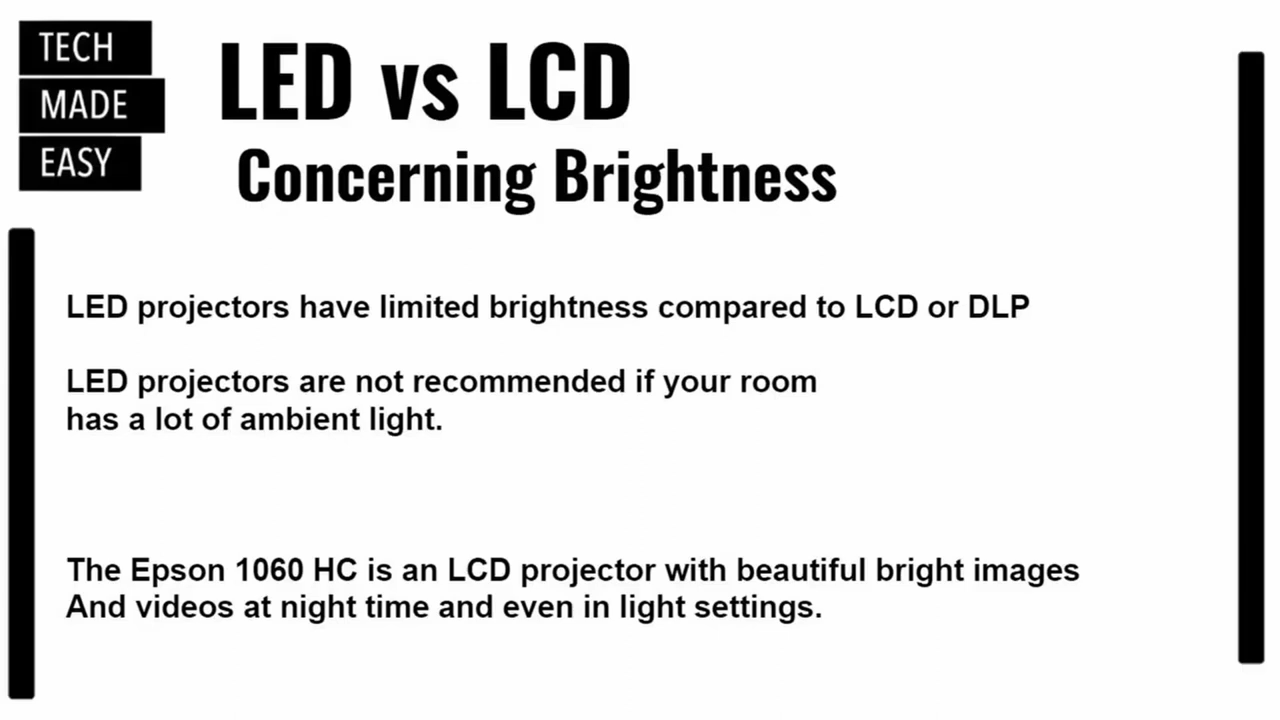 TECH
MADE
EASY
LED vs LCD
Concerning Brightness
LED projectors have limited brightness compared to LCD or DLP
LED projectors are not recommended if your room
has a lot of ambient light.
The Epson 1060 HC is an LCD projector with beautiful bright images
And videos at night time and even in light settings.